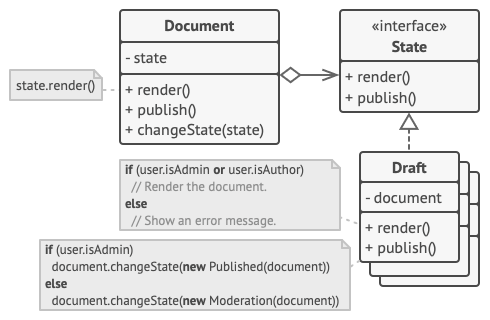 Document
- state
+ render()
+ publish()
+ changeState(state)
«interface»
State
+ render()
+ publish()
state.render()
Draft
- document
+ render()
+ publish()
if (user.isAdmin or user.isAuthor)
// Render the document.
else
// Show an error message.
if (user.isAdmin)
document.changeState(new Published(document))
else
document.changeState(new Moderation(document))